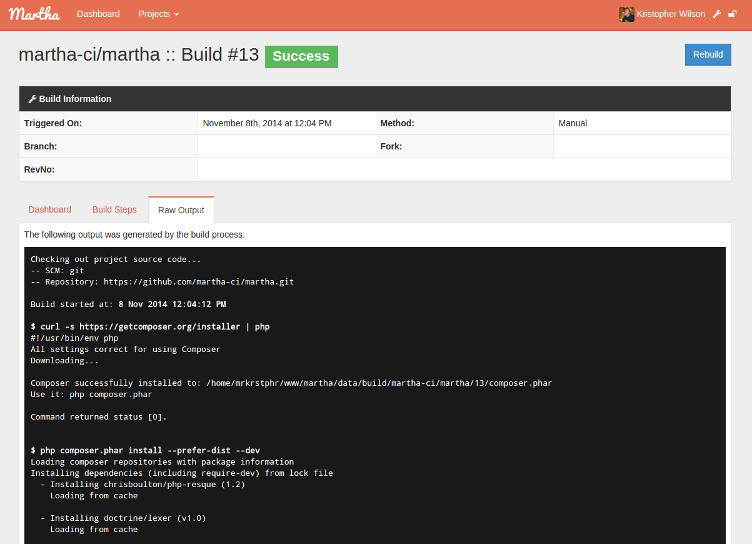 Martha Dashboard Projects Kristopher Wilson
martha-ci/martha :: Build #13 Success Rebuild
Build Information
Triggered On: November 8th, 2014 at 12:04 PM Method: Manual
Branch: Fork:
RevNo:
Dashboard Build Steps Raw Output
The following output was generated by the build process:
Checking out project source code...
-- SCM: git
-- Repository: https://github.com/martha-ci/martha.git
Build started at: 8 Nov 2014 12:04:12 PM
$ curl -s https://getcomposer.org/installer | php
#!/usr/bin/env php
All settings correct for using Composer
Downloading...
Composer successfully installed to: /home/mrkrstphr/www/martha/data/build/martha-ci/martha/13/composer.phar
Use it: php composer.phar
Command returned status [0].
$ php composer.phar install --prefer-dist --dev
Loading composer repositories with package information
Installing dependencies (including require-dev) from lock file
- Installing chrisboulton/php-resque (1.2)
Loading from cache
- Installing doctrine/lexer (v1.0)
Loading from cache